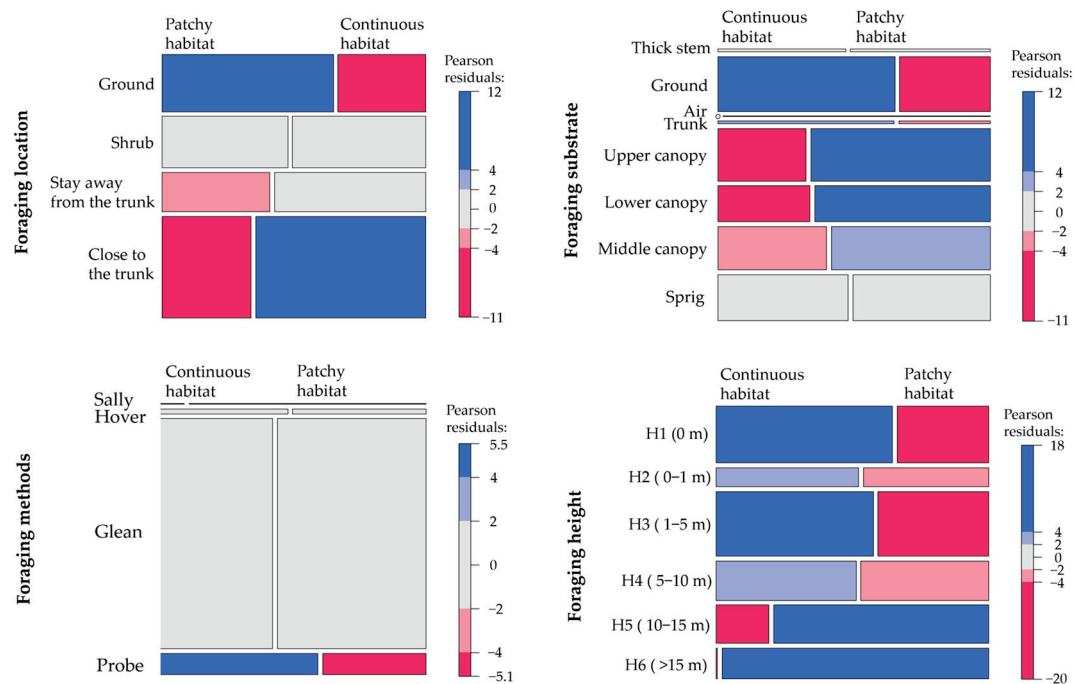 Patchy
habitat
Continuous
habitat
Ground
Shrub
Stay away
from the trunk
Close to
the trunk
Foraging location
Pearson
residuals:
12
4
2
0
−2
−4
−11
Continuous
habitat
Patchy
habitat
Thick stem
Ground
Air
Trunk
Upper canopy
Lower canopy
Middle canopy
Sprig
Foraging substrate
Pearson
residuals:
12
4
2
0
−2
−4
−11
Continuous
habitat
Patchy
habitat
Sally
Hover
Glean
Probe
Foraging methods
Pearson
residuals:
5.5
4
2
0
−2
−4
−5.1
Continuous
habitat
Patchy
habitat
H1 (0 m)
H2 ( 0−1 m)
H3 ( 1−5 m)
H4 ( 5−10 m)
H5 ( 10−15 m)
H6 ( >15 m)
Foraging height
Pearson
residuals:
18
4
2
0
−2
−4
−20